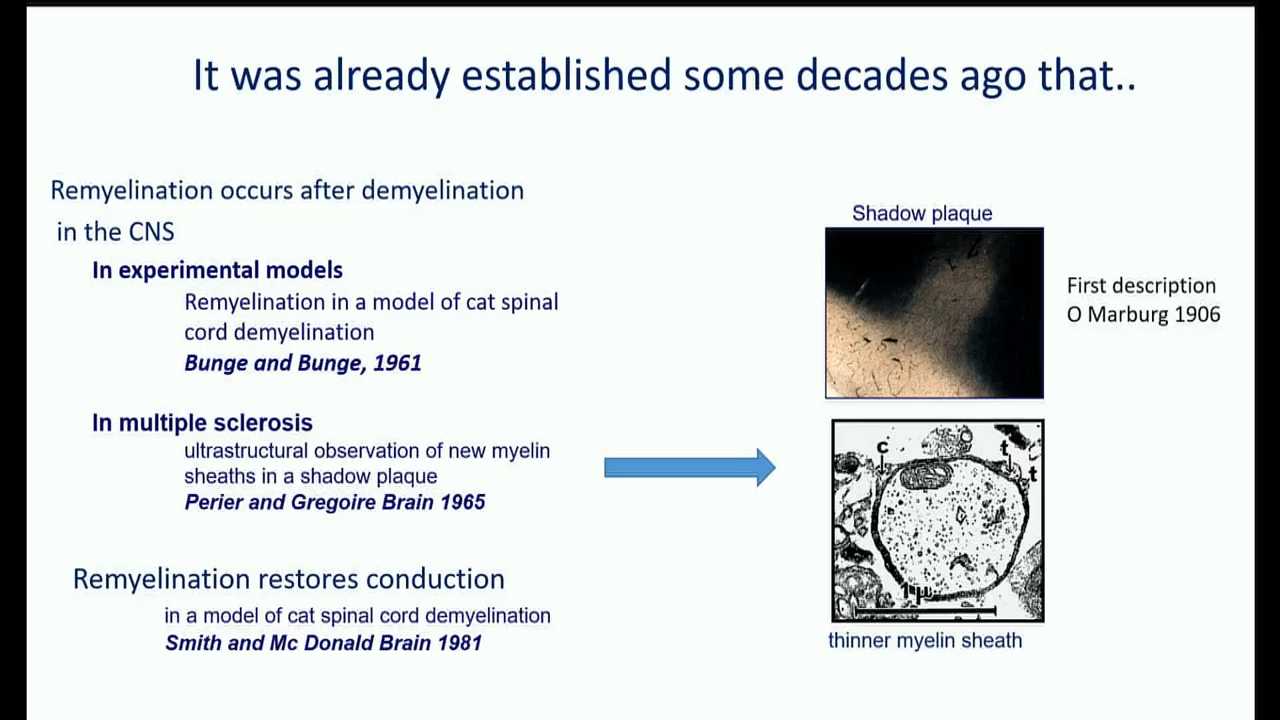 It was already established some decades ago that..
Remyelination occurs after demyelination
in the CNS
In experimental models
Remyelination in a model of cat spinal
cord demyelination
Bunge and Bunge, 1961
In multiple sclerosis
ultrastructural observation of new myelin
sheaths in a shadow plaque
Perier and Gregoire Brain 1965
Remyelination restores conduction
in a model of cat spinal cord demyelination
Smith and Mc Donald Brain 1981
Shadow plaque
First description
O Marburg 1906
c
t
t
1 µ
thinner myelin sheath